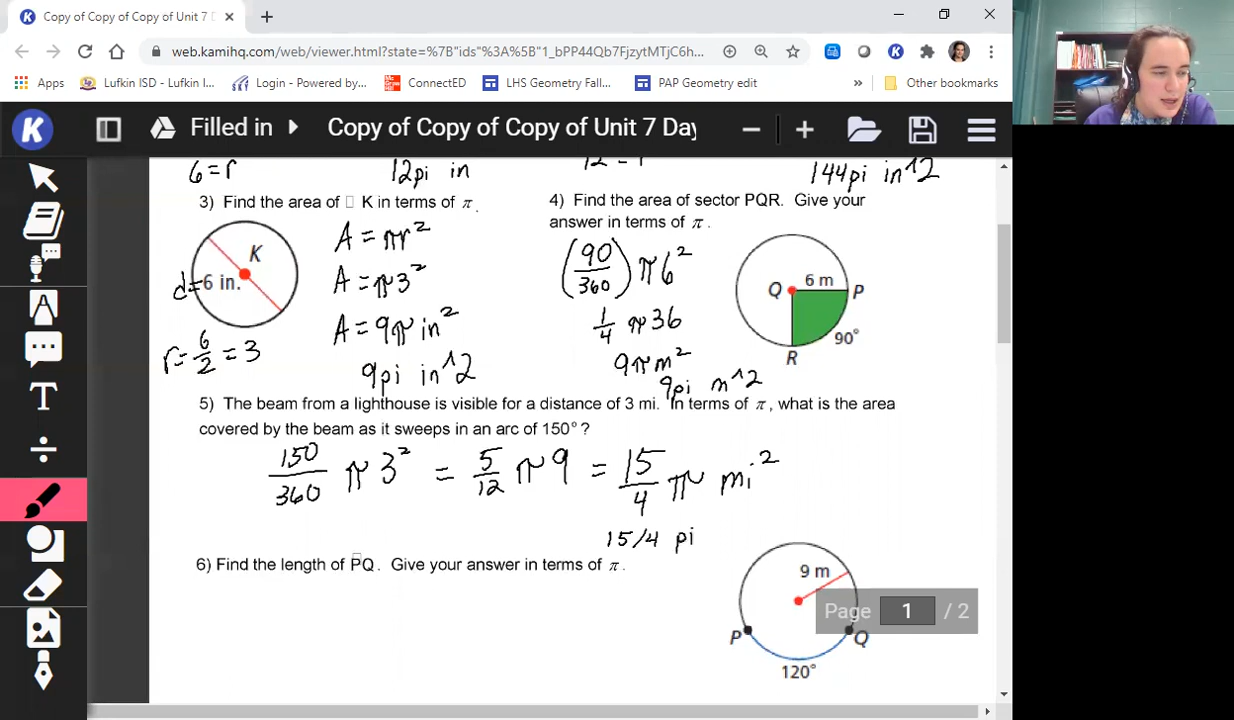 Copy of Copy of Copy of Unit 7 D
web.kamihq.com/web/viewer.html?state=%7B"ids"%3A%5B"1_bPP44Qb7FjzytMTjC6h...
Apps Lufkin ISD - Lufkin I... Login - Powered by... ConnectED LHS Geometry Fall... PAP Geometry edit » Other bookmarks
K Filled in Copy of Copy of Copy of Unit 7 Day
6 = r 12pi in 12 = r 144pi in^2
3) Find the area of □ K in terms of π.
d=6 in.
K
r = 6/2 = 3
A = πr²
A = π3²
A = 9π in²
9pi in^2
4) Find the area of sector PQR. Give your
answer in terms of π.
(90/360) π6²
1/4 π36
9π m²
9pi m^2
6 m
Q P
90°
R
5) The beam from a lighthouse is visible for a distance of 3 mi. In terms of π, what is the area
covered by the beam as it sweeps in an arc of 150°?
150/360 π 3² = 5/12 π 9 = 15/4 π mi²
15/4 pi
6) Find the length of PQ. Give your answer in terms of π.
9 m
P Q
120°
Page 1 / 2